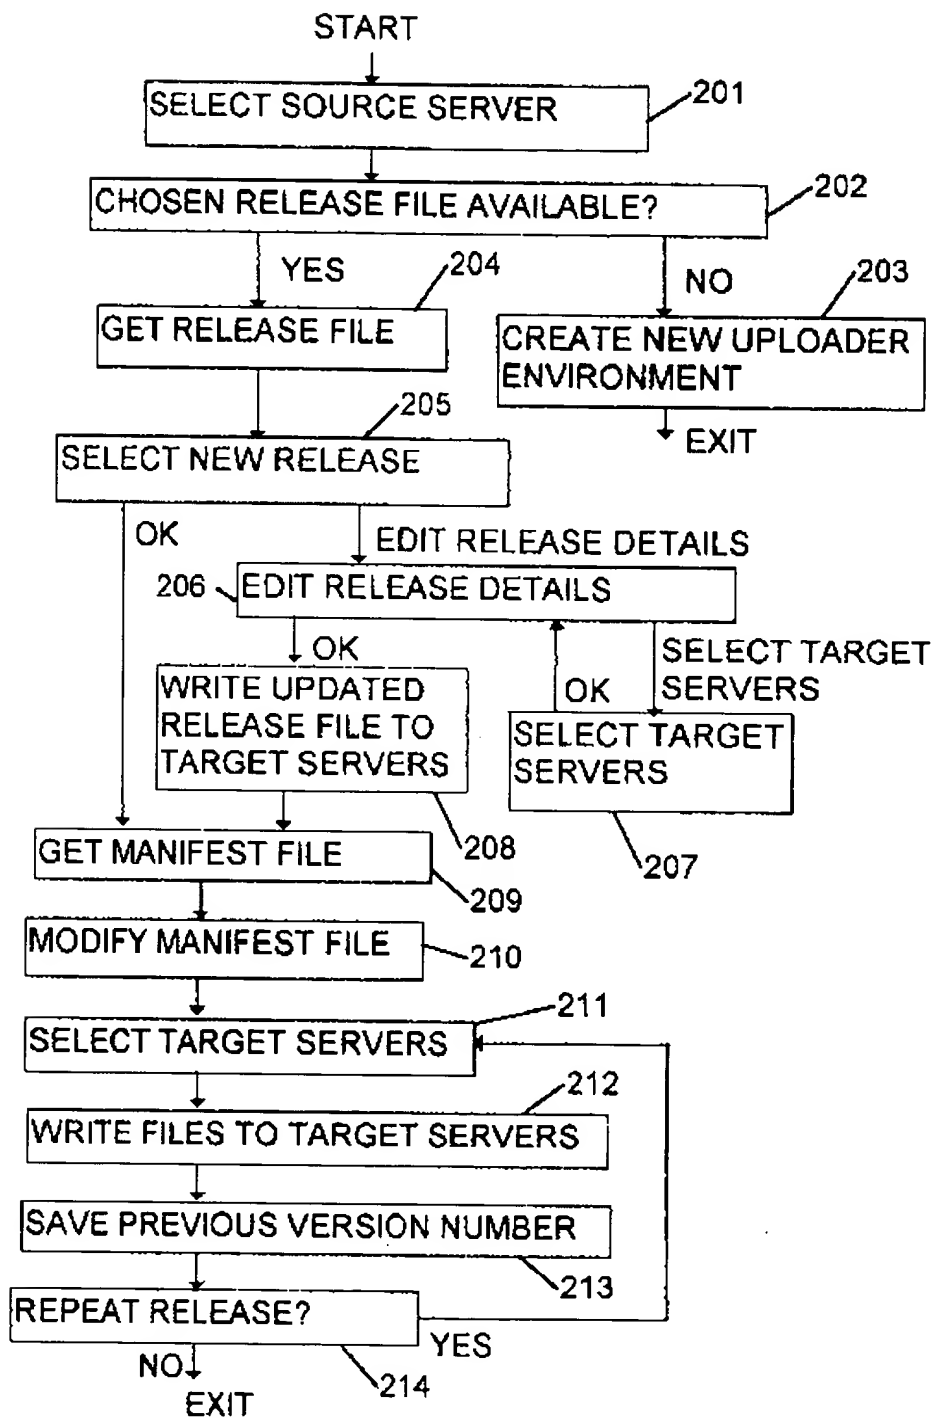 START
SELECT SOURCE SERVER
201
CHOSEN RELEASE FILE AVAILABLE?
202
YES
204
NO
203
GET RELEASE FILE
CREATE NEW UPLOADER
ENVIRONMENT
205
EXIT
SELECT NEW RELEASE
OK
EDIT RELEASE DETAILS
206
EDIT RELEASE DETAILS
OK
SELECT TARGET
SERVERS
OK
WRITE UPDATED
RELEASE FILE TO
TARGET SERVERS
SELECT TARGET
SERVERS
208
207
GET MANIFEST FILE
209
MODIFY MANIFEST FILE
210
211
SELECT TARGET SERVERS
212
WRITE FILES TO TARGET SERVERS
SAVE PREVIOUS VERSION NUMBER
213
REPEAT RELEASE?
YES
NO
214
EXIT